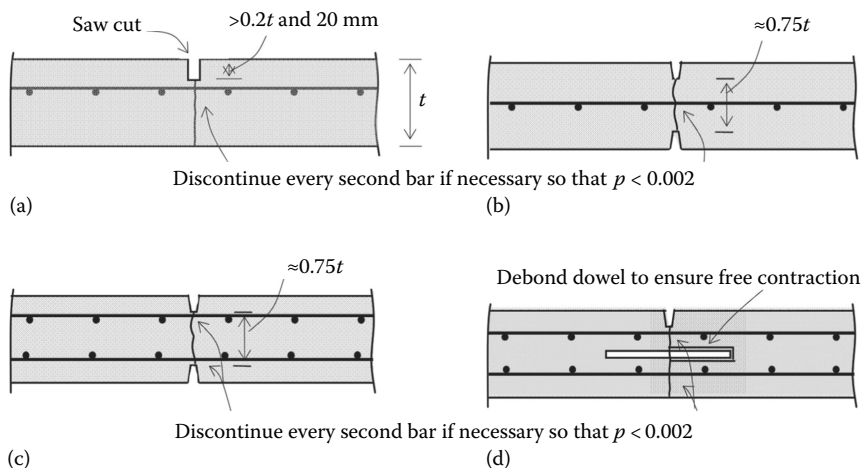 Saw cut
>0.2t and 20 mm
t
≈0.75t
Discontinue every second bar if necessary so that p < 0.002
(a)
(b)
≈0.75t
Debond dowel to ensure free contraction
Discontinue every second bar if necessary so that p < 0.002
(c)
(d)